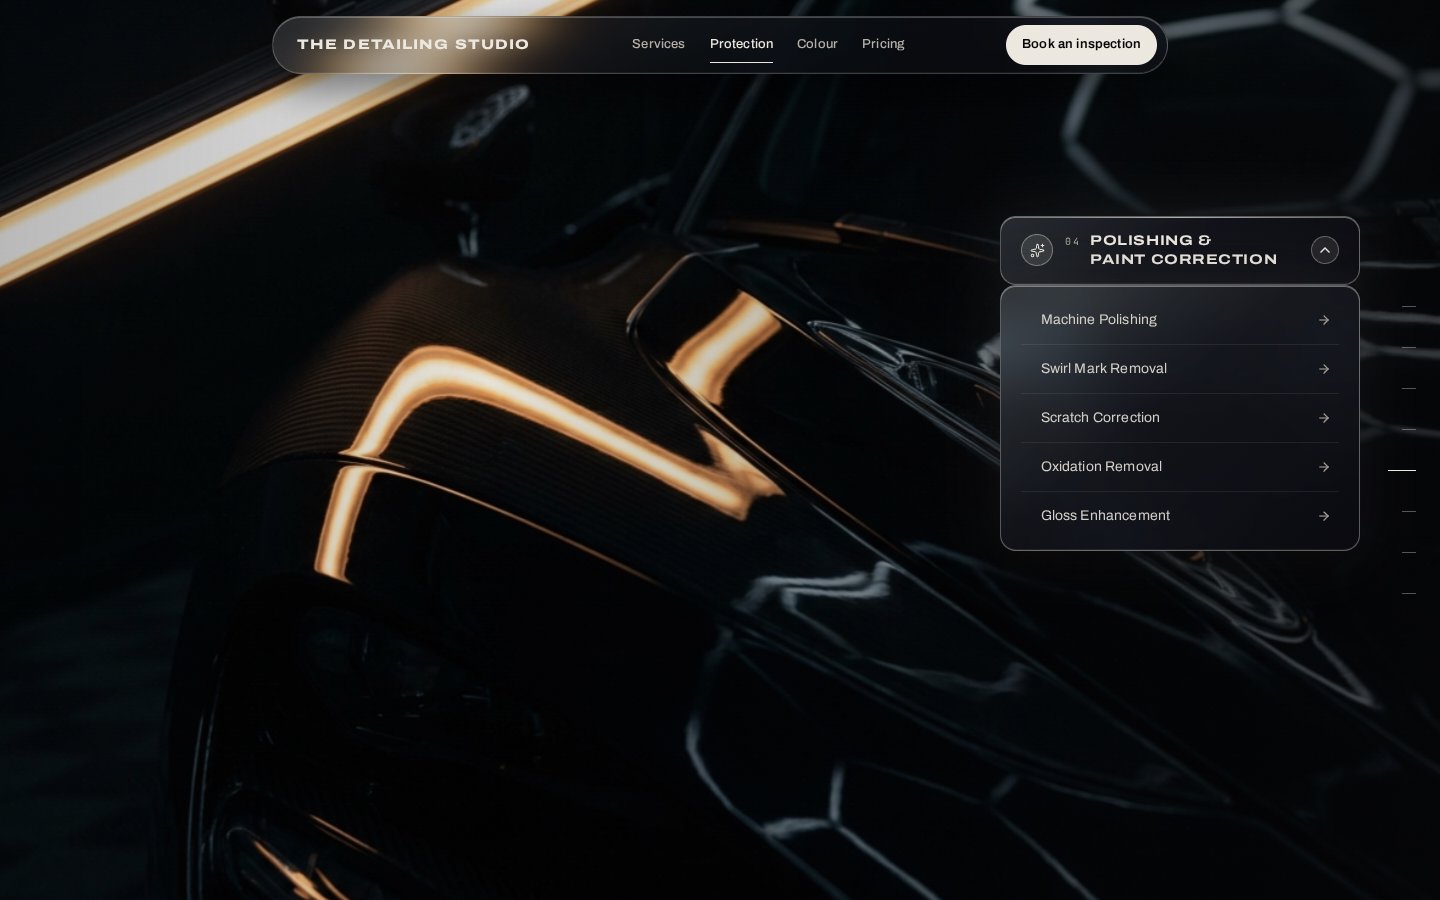 THE DETAILING STUDIO
Services
Protection
Colour
Pricing
Book an inspection
04
POLISHING &
PAINT CORRECTION
Machine Polishing
Swirl Mark Removal
Scratch Correction
Oxidation Removal
Gloss Enhancement